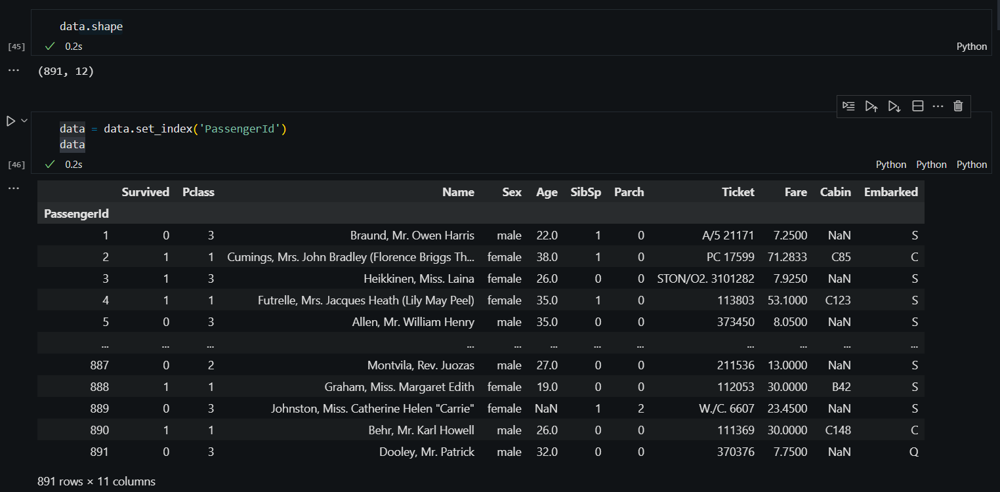 data.shape
[45] 0.2s Python
(891, 12)
data = data.set_index('PassengerId')
data
[46] 0.2s Python Python Python
Survived Pclass Name Sex Age SibSp Parch Ticket Fare Cabin Embarked
PassengerId
1 0 3 Braund, Mr. Owen Harris male 22.0 1 0 A/5 21171 7.2500 NaN S
2 1 1 Cumings, Mrs. John Bradley (Florence Briggs Th... female 38.0 1 0 PC 17599 71.2833 C85 C
3 1 3 Heikkinen, Miss. Laina female 26.0 0 0 STON/O2. 3101282 7.9250 NaN S
4 1 1 Futrelle, Mrs. Jacques Heath (Lily May Peel) female 35.0 1 0 113803 53.1000 C123 S
5 0 3 Allen, Mr. William Henry male 35.0 0 0 373450 8.0500 NaN S
... ... ... ... ... ... ... ... ... ... ... ...
887 0 2 Montvila, Rev. Juozas male 27.0 0 0 211536 13.0000 NaN S
888 1 1 Graham, Miss. Margaret Edith female 19.0 0 0 112053 30.0000 B42 S
889 0 3 Johnston, Miss. Catherine Helen "Carrie" female NaN 1 2 W./C. 6607 23.4500 NaN S
890 1 1 Behr, Mr. Karl Howell male 26.0 0 0 111369 30.0000 C148 C
891 0 3 Dooley, Mr. Patrick male 32.0 0 0 370376 7.7500 NaN Q
891 rows × 11 columns